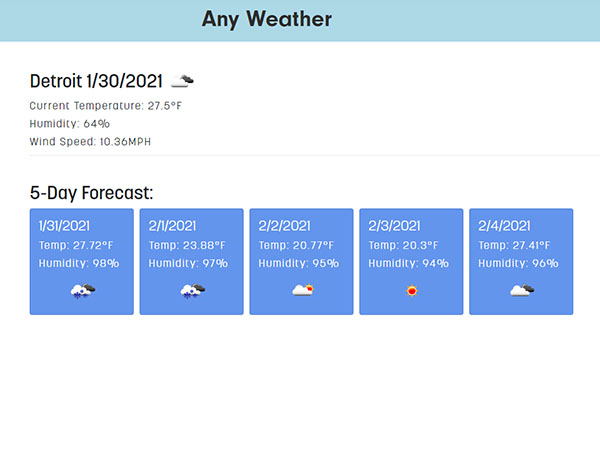 Any Weather
Detroit 1/30/2021
Current Temperature: 27.5°F
Humidity: 64%
Wind Speed: 10.36MPH
5-Day Forecast:
1/31/2021
Temp: 27.72°F
Humidity: 98%
2/1/2021
Temp: 23.88°F
Humidity: 97%
2/2/2021
Temp: 20.77°F
Humidity: 95%
2/3/2021
Temp: 20.3°F
Humidity: 94%
2/4/2021
Temp: 27.41°F
Humidity: 96%